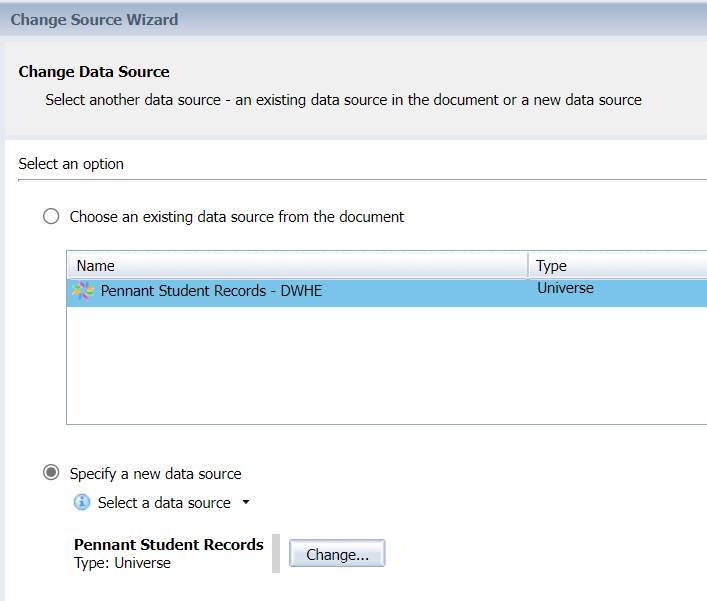 Change Source Wizard
Change Data Source
Select another data source - an existing data source in the document or a new data source
Select an option
Choose an existing data source from the document
Name Type
Pennant Student Records - DWHE Universe
Specify a new data source
Select a data source
Pennant Student Records
Type: Universe
Change...